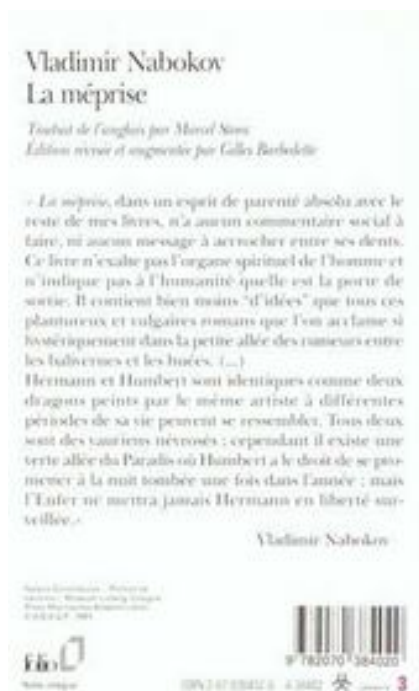 Vladimir Nabokov
La méprise
Traduit de l'anglais par Marcel Stora
Édition revue et augmentée par Gilles Barbedette
« La méprise, dans un esprit de parenté absolu avec le
reste de mes livres, n'a aucun commentaire social à
faire, ni aucun message à accrocher entre ses dents.
Ce livre n'exalte pas l'organe spirituel de l'homme et
n'indique pas à l'humanité quelle est la porte de
sortie. Il contient bien moins "d'idées" que tous ces
plantureux et vulgaires romans que l'on acclame si
hystériquement dans la petite allée des rumeurs entre
les balivernes et les huées. (...)
Hermann et Humbert sont identiques comme deux
dragons peints par le même artiste à différentes
périodes de sa vie peuvent se ressembler. Tous deux
sont des vauriens névrosés ; cependant il existe une
verte allée du Paradis où Humbert a le droit de se pro-
mener à la nuit tombée une fois dans l'année ; mais
l'Enfer ne mettra jamais Hermann en liberté sur-
veillée.»
Vladimir Nabokov
folio
9 782070 384020
3